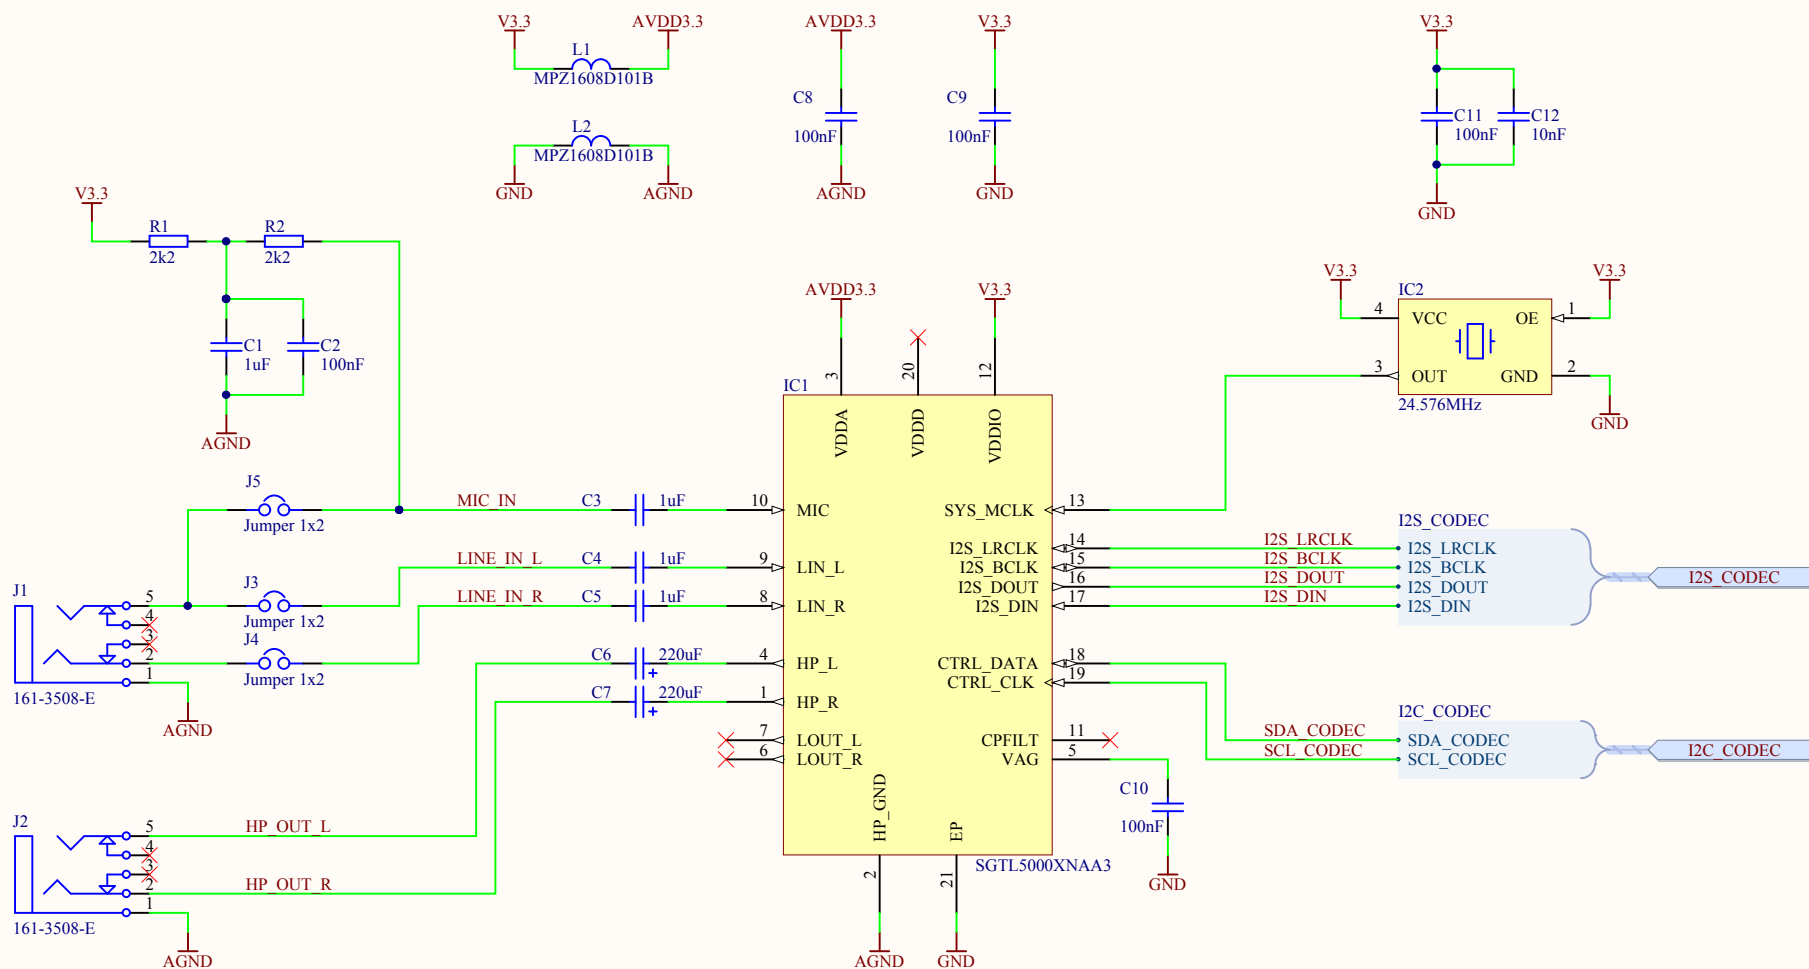 V3.3
AVDD3.3
AVDD3.3
V3.3
V3.3
L1
MPZ1608D101B
C8
100nF
C9
100nF
C11
100nF
C12
10nF
L2
MPZ1608D101B
GND
AGND
AGND
GND
GND
V3.3
R1
2k2
R2
2k2
C1
1uF
C2
100nF
AGND
AVDD3.3
V3.3
V3.3
V3.3
IC2
4
VCC
OE
1
3
OUT
GND
2
24.576MHz
GND
IC1
3
20
12
VDDA
VDDD
VDDIO
J5
Jumper 1x2
MIC_IN
C3
1uF
10
MIC
SYS_MCLK
13
I2S_CODEC
I2S_LRCLK
14
I2S_LRCLK
I2S_LRCLK
LINE_IN_L
C4
1uF
9
LIN_L
I2S_BCLK
15
I2S_BCLK
I2S_BCLK
I2S_DOUT
16
I2S_DOUT
I2S_DOUT
I2S_CODEC
J1
5
4
3
2
1
161-3508-E
J3
Jumper 1x2
LINE_IN_R
C5
1uF
8
LIN_R
I2S_DIN
17
I2S_DIN
I2S_DIN
J4
Jumper 1x2
AGND
C6
220uF
4
HP_L
CTRL_DATA
18
CTRL_CLK
19
C7
220uF
1
HP_R
I2C_CODEC
7
LOUT_L
CPFILT
11
SDA_CODEC
SDA_CODEC
I2C_CODEC
6
LOUT_R
VAG
5
SCL_CODEC
SCL_CODEC
C10
100nF
GND
HP_GND
EP
SGTL5000XNAA3
2
21
AGND
GND
J2
5
4
3
2
1
161-3508-E
HP_OUT_L
HP_OUT_R
AGND